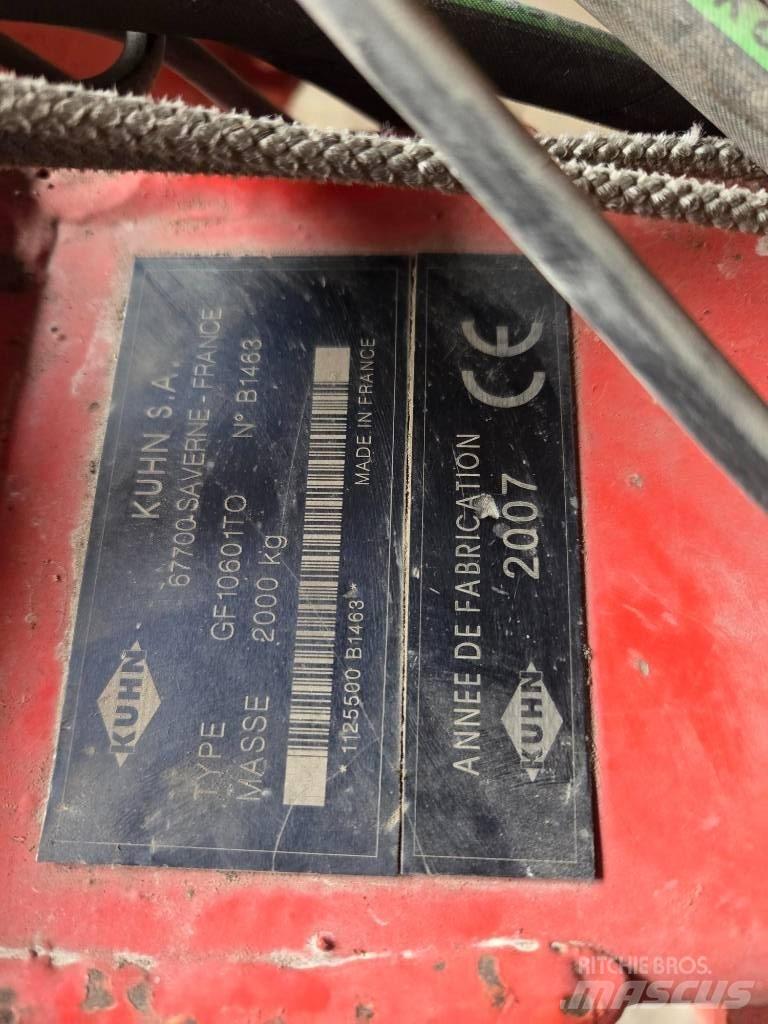 KUHN S.A.
67700-SAVERNE-FRANCE
KUHN
TYPE GF10601TO N° B1463
MASSE 2000 kg
* 1125500 B1463 *
MADE IN FRANCE
ANNEE DE FABRICATION
KUHN
2007
CE
RITCHIE BROS.
MASCUS